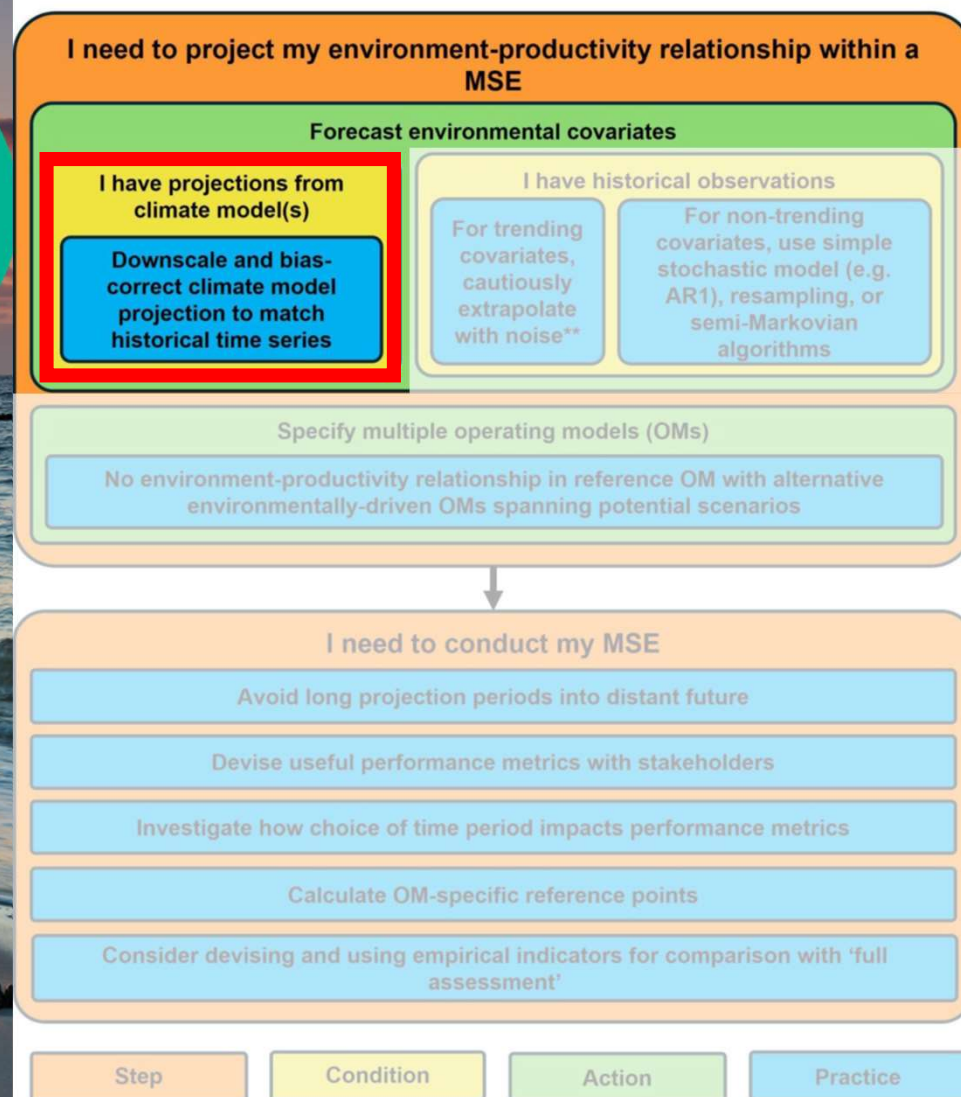 I need to project my environment-productivity relationship within a
MSE
Forecast environmental covariates
I have projections from
climate model(s)
Downscale and bias-
correct climate model
projection to match
historical time series
I have historical observations
For trending
covariates,
cautiously
extrapolate
with noise**
For non-trending
covariates, use simple
stochastic model (e.g.
AR1), resampling, or
semi-Markovian
algorithms
Specify multiple operating models (OMs)
No environment-productivity relationship in reference OM with alternative
environmentally-driven OMs spanning potential scenarios
I need to conduct my MSE
Avoid long projection periods into distant future
Devise useful performance metrics with stakeholders
Investigate how choice of time period impacts performance metrics
Calculate OM-specific reference points
Consider devising and using empirical indicators for comparison with ‘full
assessment’
Step
Condition
Action
Practice